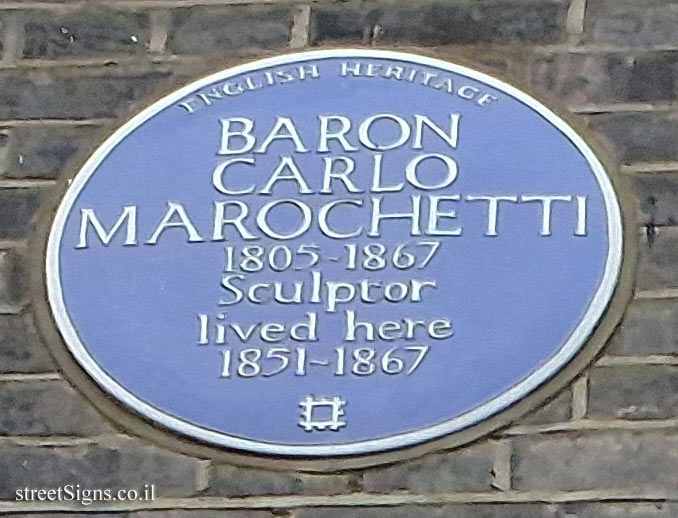 ENGLISH HERITAGE
BARON
CARLO
MAROCHETTI
1805-1867
Sculptor
lived here
1851-1867
streetSigns.co.il